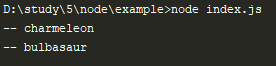 D:\study\5\node\example>node index.js
-- charmeleon
-- bulbasaur